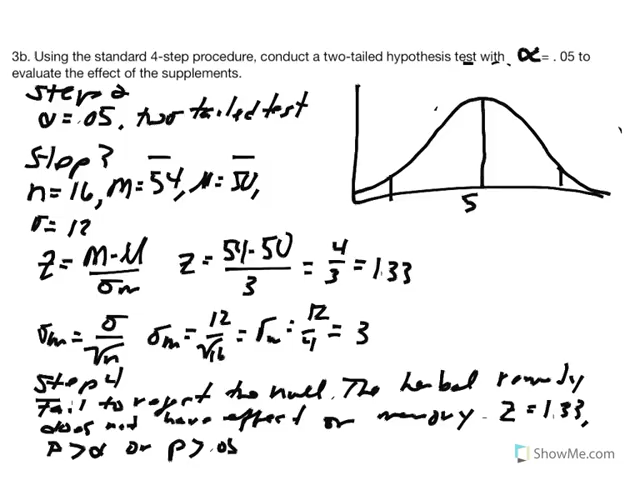 3b. Using the standard 4-step procedure, conduct a two-tailed hypothesis test with α = . 05 to
evaluate the effect of the supplements.
Step 2
α = .05, two tailed test
Step 3
n = 16, M = 54, μ = 50,
σ = 12
Z = M - μ / σm Z = 54 - 50 / 3 = 4/3 = 1.33
σm = σ / √n σm = 12 / √16 = σm = 12/4 = 3
Step 4
Fail to reject the null. The herbal remedy
does not have effect on memory. Z = 1.33,
P > α or P > .05
5
ShowMe.com